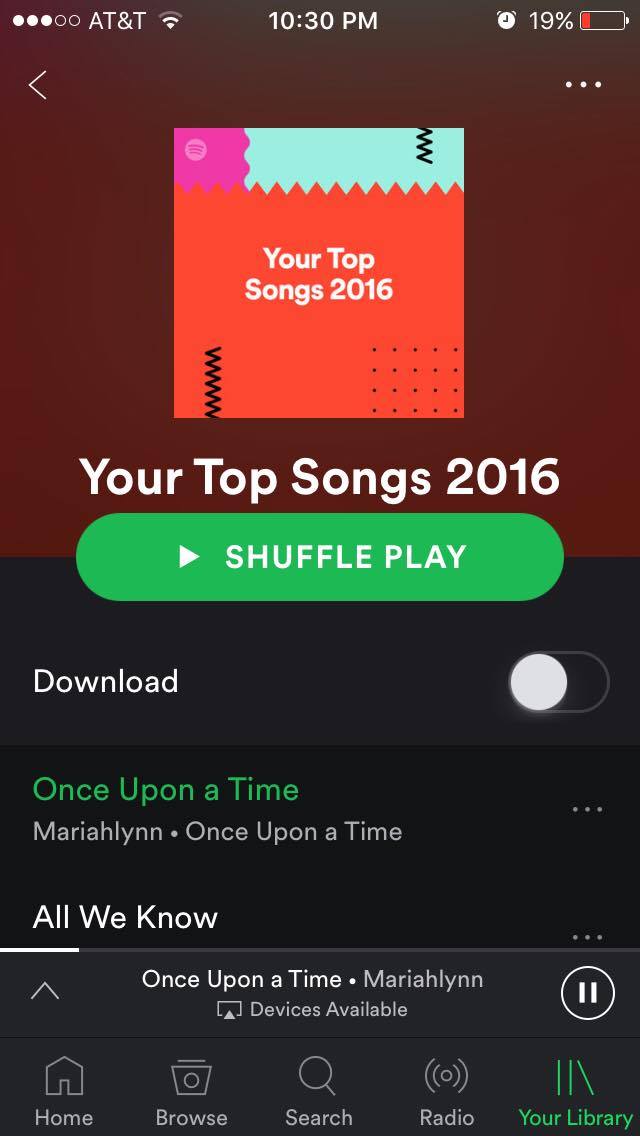 AT&T 10:30 PM 19%
Your Top
Songs 2016
Your Top Songs 2016
SHUFFLE PLAY
Download
Once Upon a Time
Mariahlynn • Once Upon a Time
All We Know
Once Upon a Time • Mariahlynn
Devices Available
Home Browse Search Radio Your Library